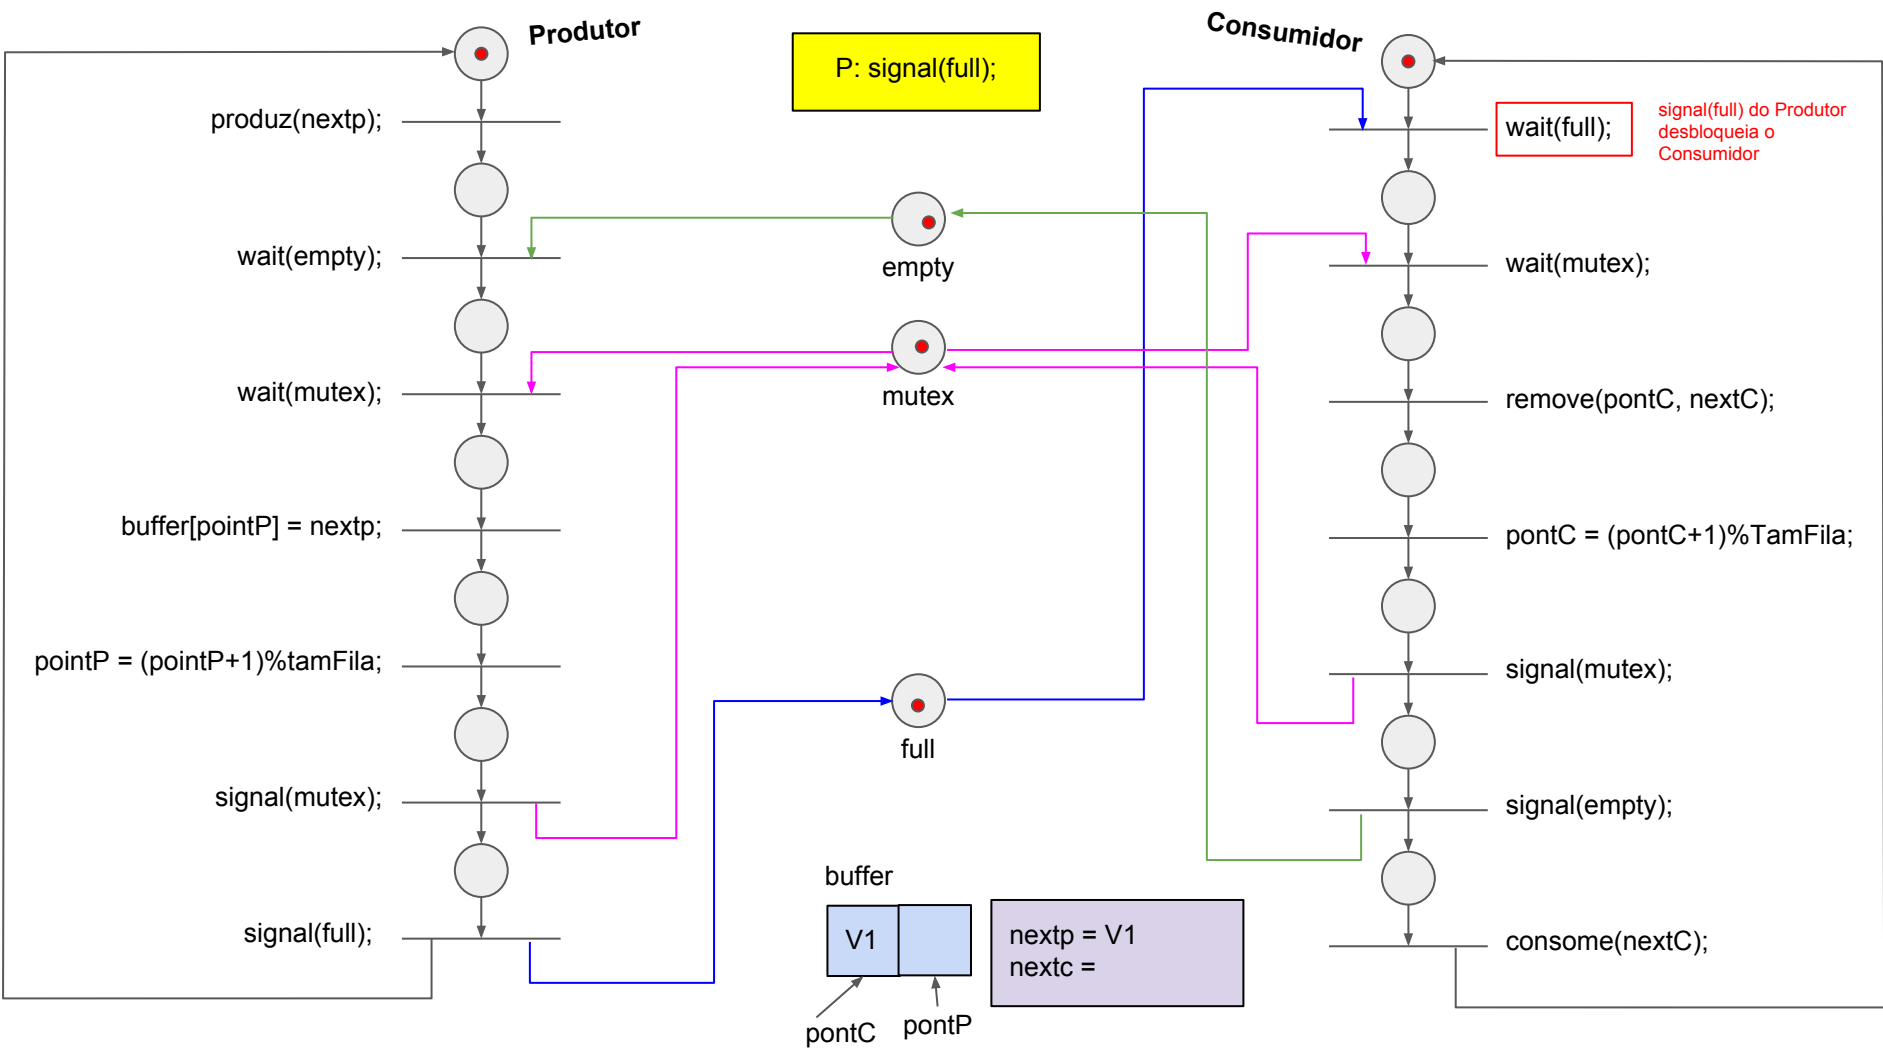 Produtor
Consumidor
P: signal(full);
produz(nextp);
wait(full);
signal(full) do Produtor
desbloqueia o
Consumidor
wait(empty);
empty
wait(mutex);
wait(mutex);
mutex
remove(pontC, nextC);
buffer[pointP] = nextp;
pontC = (pontC+1)%TamFila;
pointP = (pointP+1)%tamFila;
signal(mutex);
full
signal(mutex);
signal(empty);
buffer
signal(full);
V1
nextp = V1
nextc =
consome(nextC);
pontC
pontP